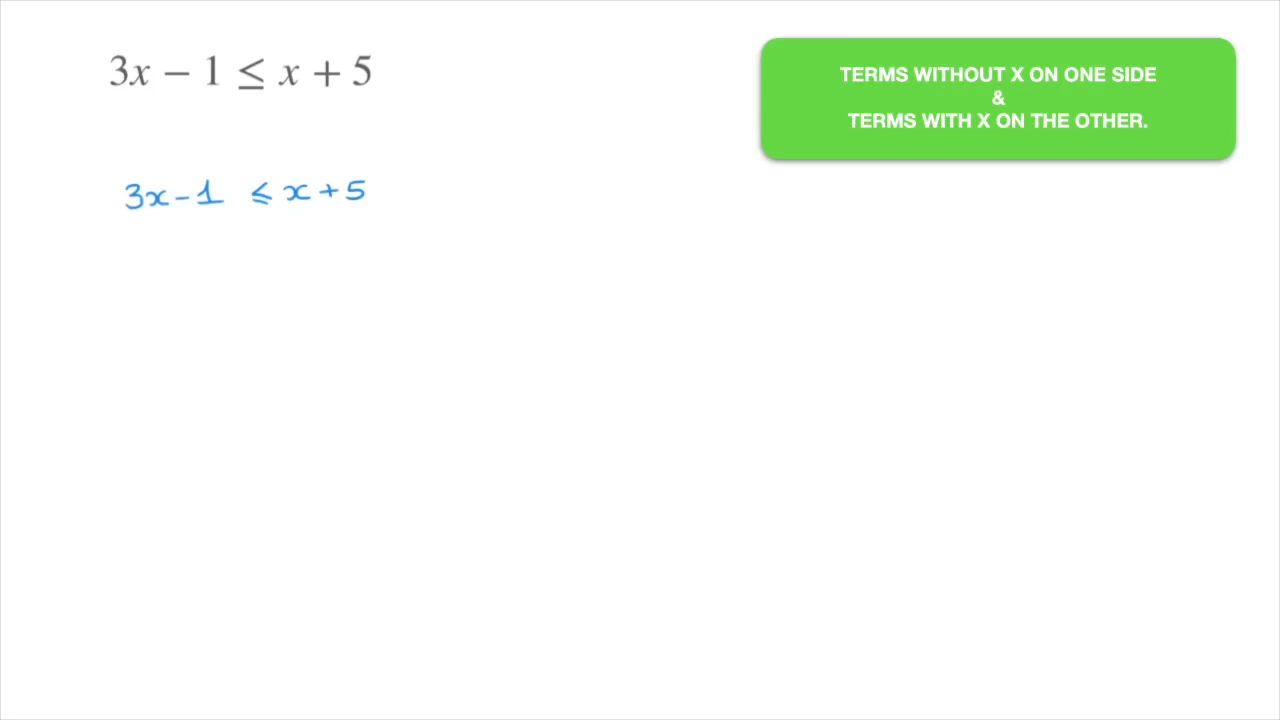 3x − 1 ≤ x + 5
TERMS WITHOUT X ON ONE SIDE
&
TERMS WITH X ON THE OTHER.
3x − 1 ≤ x + 5